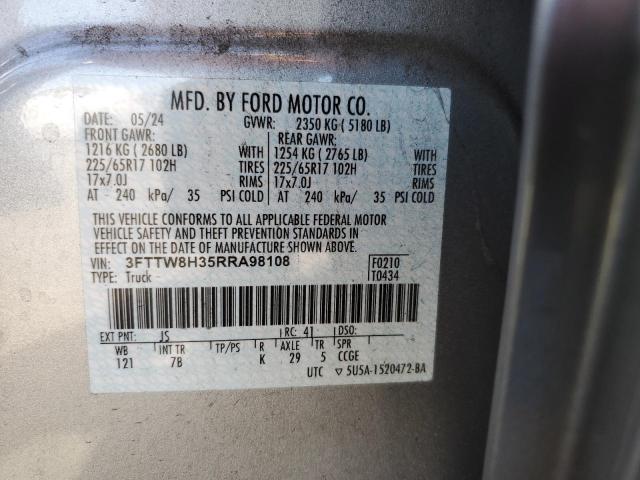 MFD. BY FORD MOTOR CO.
DATE: 05/24 GVWR: 2350 KG ( 5180 LB)
FRONT GAWR: REAR GAWR:
1216 KG ( 2680 LB) WITH 1254 KG ( 2765 LB) WITH
225/65R17 102H TIRES 225/65R17 102H TIRES
17x7.0J RIMS 17x7.0J RIMS
AT 240 kPa/ 35 PSI COLD AT 240 kPa/ 35 PSI COLD
THIS VEHICLE CONFORMS TO ALL APPLICABLE FEDERAL MOTOR
VEHICLE SAFETY AND THEFT PREVENTION STANDARDS IN
EFFECT ON THE DATE OF MANUFACTURE SHOWN ABOVE.
VIN: 3FTTW8H35RRA98108 F0210
TYPE: Truck T0434
EXT PNT: JS RC: 41 DSO:
WB INT TR TP/PS R AXLE TR SPR
121 7B K 29 5 CCGE
UTC ▽ 5U5A-1520472-BA